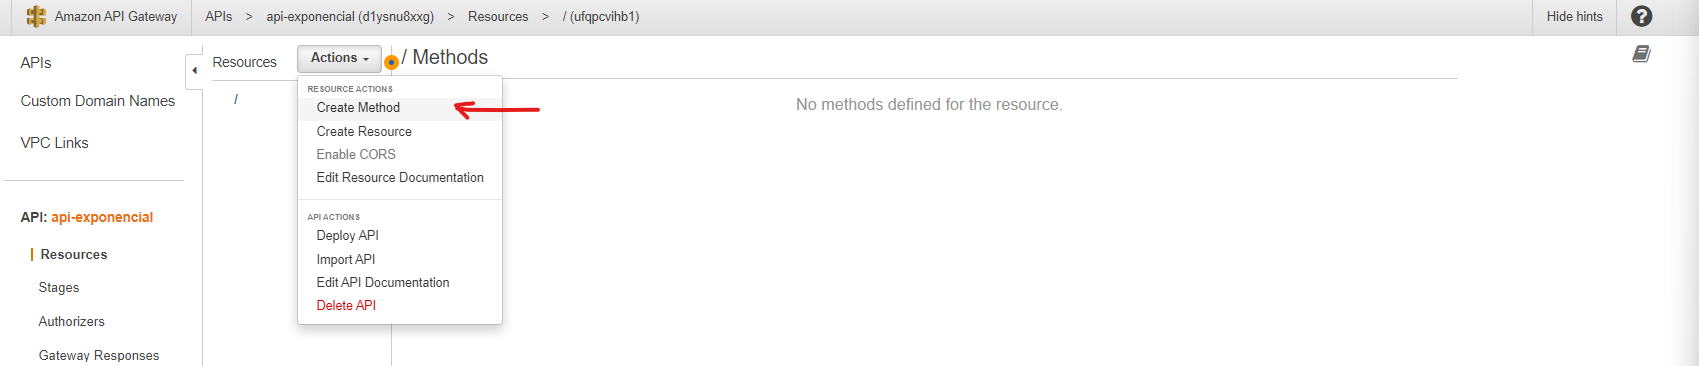 Amazon API Gateway APIs > api-exponencial (d1ysnu8xxg) > Resources > / (ufqpcvihb1) Hide hints ?
APIs
Custom Domain Names
VPC Links
API: api-exponencial
Resources
Stages
Authorizers
Gateway Responses
Resources
/
Actions
RESOURCE ACTIONS
Create Method
Create Resource
Enable CORS
Edit Resource Documentation
API ACTIONS
Deploy API
Import API
Edit API Documentation
Delete API
/ Methods
No methods defined for the resource.